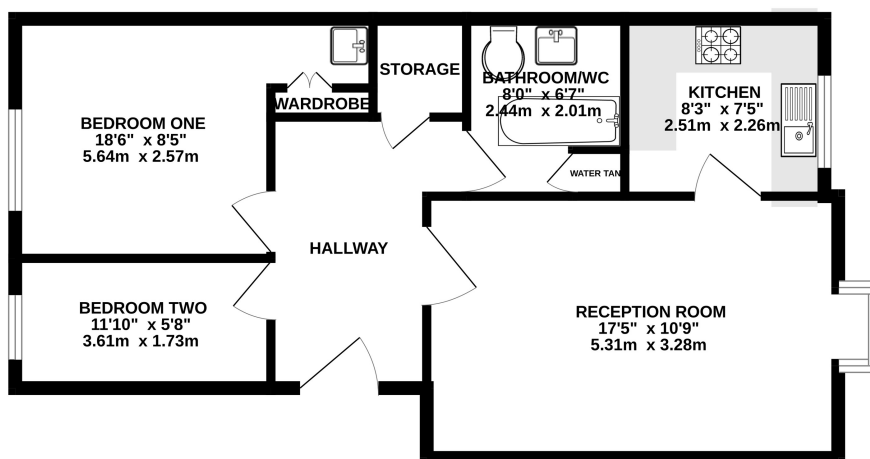 BEDROOM ONE
18'6" x 8'5"
5.64m x 2.57m
WARDROBE
STORAGE
BATHROOM/WC
8'0" x 6'7"
2.44m x 2.01m
WATER TAN
KITCHEN
8'3" x 7'5"
2.51m x 2.26m
HALLWAY
BEDROOM TWO
11'10" x 5'8"
3.61m x 1.73m
RECEPTION ROOM
17'5" x 10'9"
5.31m x 3.28m